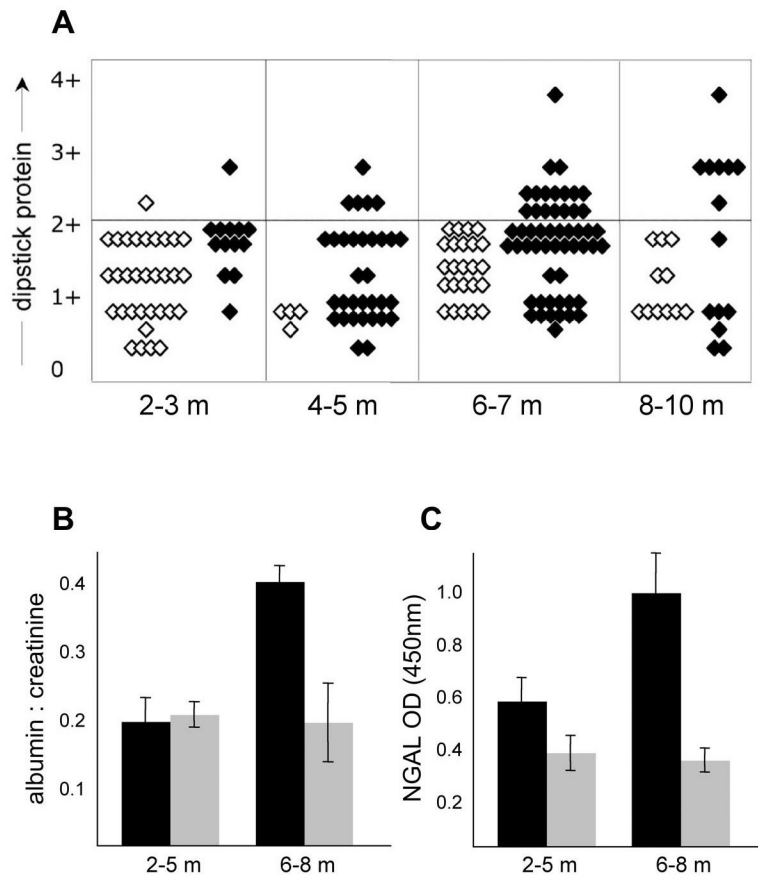 A
dipstick protein
4+
3+
2+
1+
0
2-3 m
4-5 m
6-7 m
8-10 m
B
albumin : creatinine
0.4
0.3
0.2
0.1
2-5 m
6-8 m
C
NGAL OD (450nm)
1.0
0.8
0.6
0.4
0.2
2-5 m
6-8 m